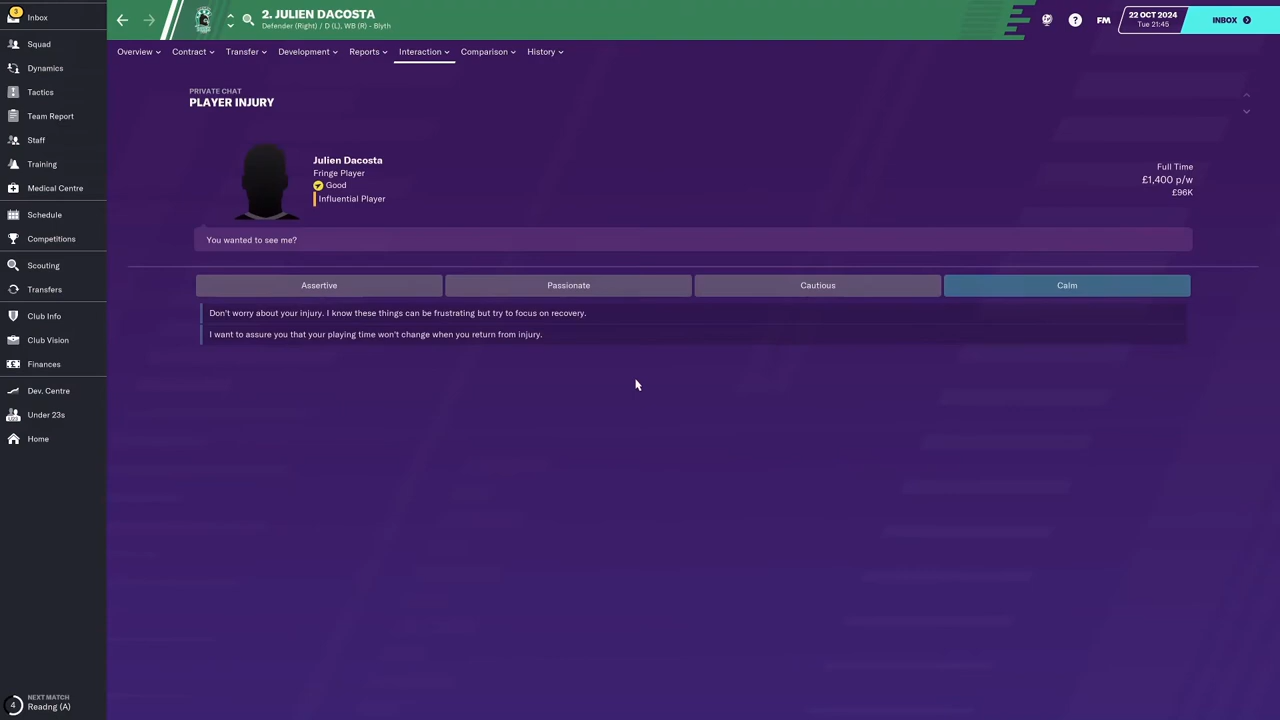 3
Inbox
Squad
Dynamics
Tactics
Team Report
Staff
Training
Medical Centre
Schedule
Competitions
Scouting
Transfers
Club Info
Club Vision
Finances
Dev. Centre
Under 23s
Home
4
NEXT MATCH
Readng (A)
2. JULIEN DACOSTA
Defender (Right) / D (L), WB (R) - Blyth
?
FM
22 OCT 2024
Tue 21:45
INBOX
Overview
Contract
Transfer
Development
Reports
Interaction
Comparison
History
PRIVATE CHAT
PLAYER INJURY
Julien Dacosta
Fringe Player
Good
Influential Player
Full Time
£1,400 p/w
£96K
You wanted to see me?
Assertive
Passionate
Cautious
Calm
Don't worry about your injury. I know these things can be frustrating but try to focus on recovery.
I want to assure you that your playing time won't change when you return from injury.